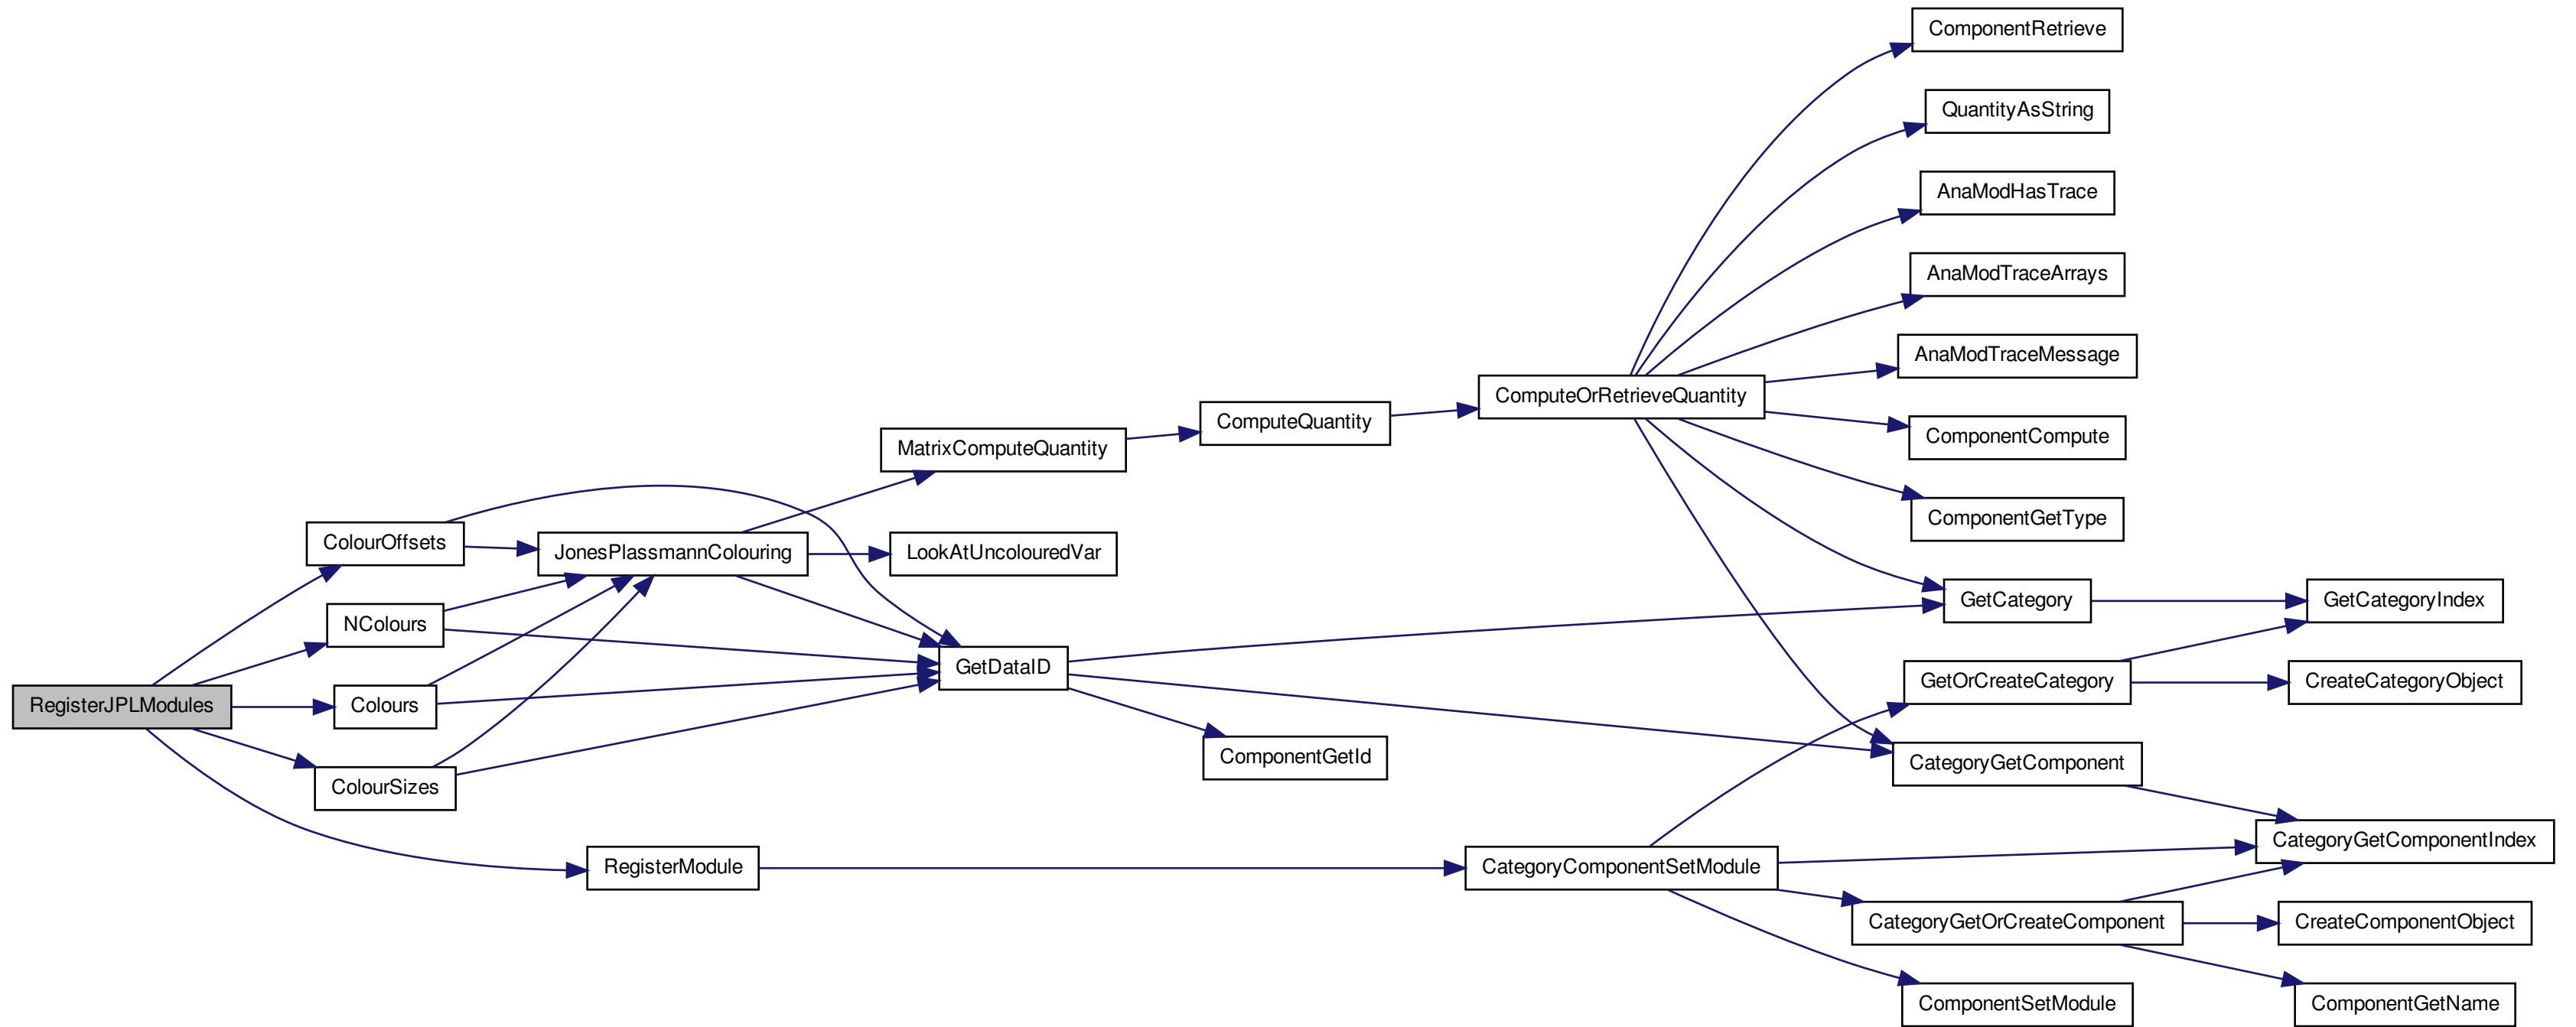 ComponentRetrieve
QuantityAsString
AnaModHasTrace
AnaModTraceArrays
AnaModTraceMessage
ComputeOrRetrieveQuantity
ComputeQuantity
ComponentCompute
MatrixComputeQuantity
ComponentGetType
ColourOffsets
JonesPlassmannColouring
LookAtUncolouredVar
GetCategory
GetCategoryIndex
NColours
GetDataID
GetOrCreateCategory
CreateCategoryObject
RegisterJPLModules
Colours
ComponentGetId
CategoryGetComponent
ColourSizes
CategoryGetComponentIndex
RegisterModule
CategoryComponentSetModule
CategoryGetOrCreateComponent
CreateComponentObject
ComponentSetModule
ComponentGetName